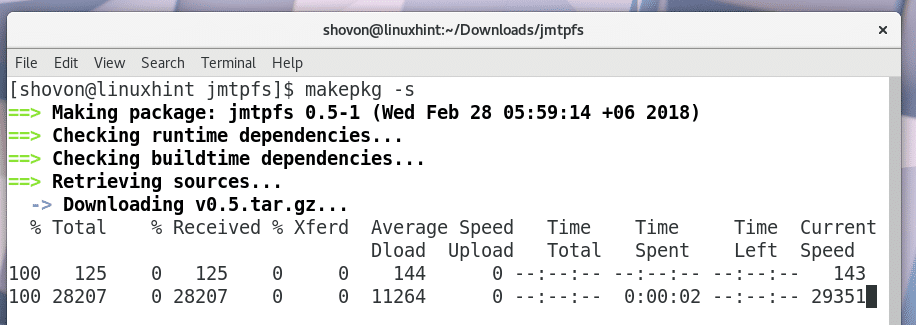 shovon@linuxhint:~/Downloads/jmtpfs ×
File Edit View Search Terminal Help
[shovon@linuxhint jmtpfs]$ makepkg -s
==> Making package: jmtpfs 0.5-1 (Wed Feb 28 05:59:14 +06 2018)
==> Checking runtime dependencies...
==> Checking buildtime dependencies...
==> Retrieving sources...
  -> Downloading v0.5.tar.gz...
  % Total    % Received % Xferd  Average Speed   Time    Time     Time  Current
                                 Dload  Upload   Total   Spent    Left  Speed
100   125    0   125    0     0    144      0 --:--:-- --:--:-- --:--:--   143
100 28207    0 28207    0     0  11264      0 --:--:--  0:00:02 --:--:-- 29351